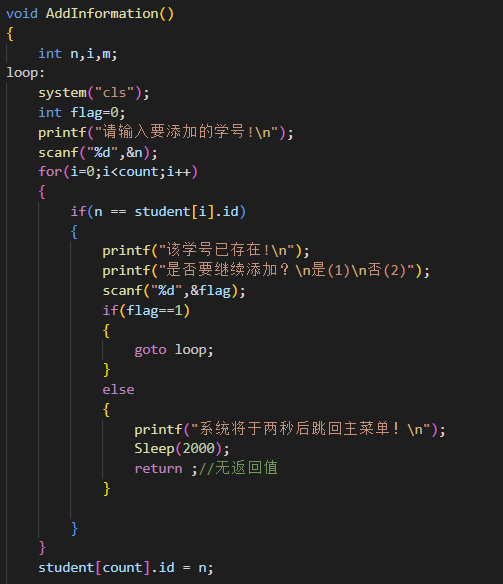 void AddInformation()
{
    int n,i,m;
loop:
    system("cls");
    int flag=0;
    printf("请输入要添加的学号!\n");
    scanf("%d",&n);
    for(i=0;i<count;i++)
    {
        if(n == student[i].id)
        {
            printf("该学号已存在!\n");
            printf("是否要继续添加？\n是(1)\n否(2)");
            scanf("%d",&flag);
            if(flag==1)
            {
                goto loop;
            }
            else
            {
                printf("系统将于两秒后跳回主菜单！\n");
                Sleep(2000);
                return ;//无返回值
            }
        }
    }
    student[count].id = n;